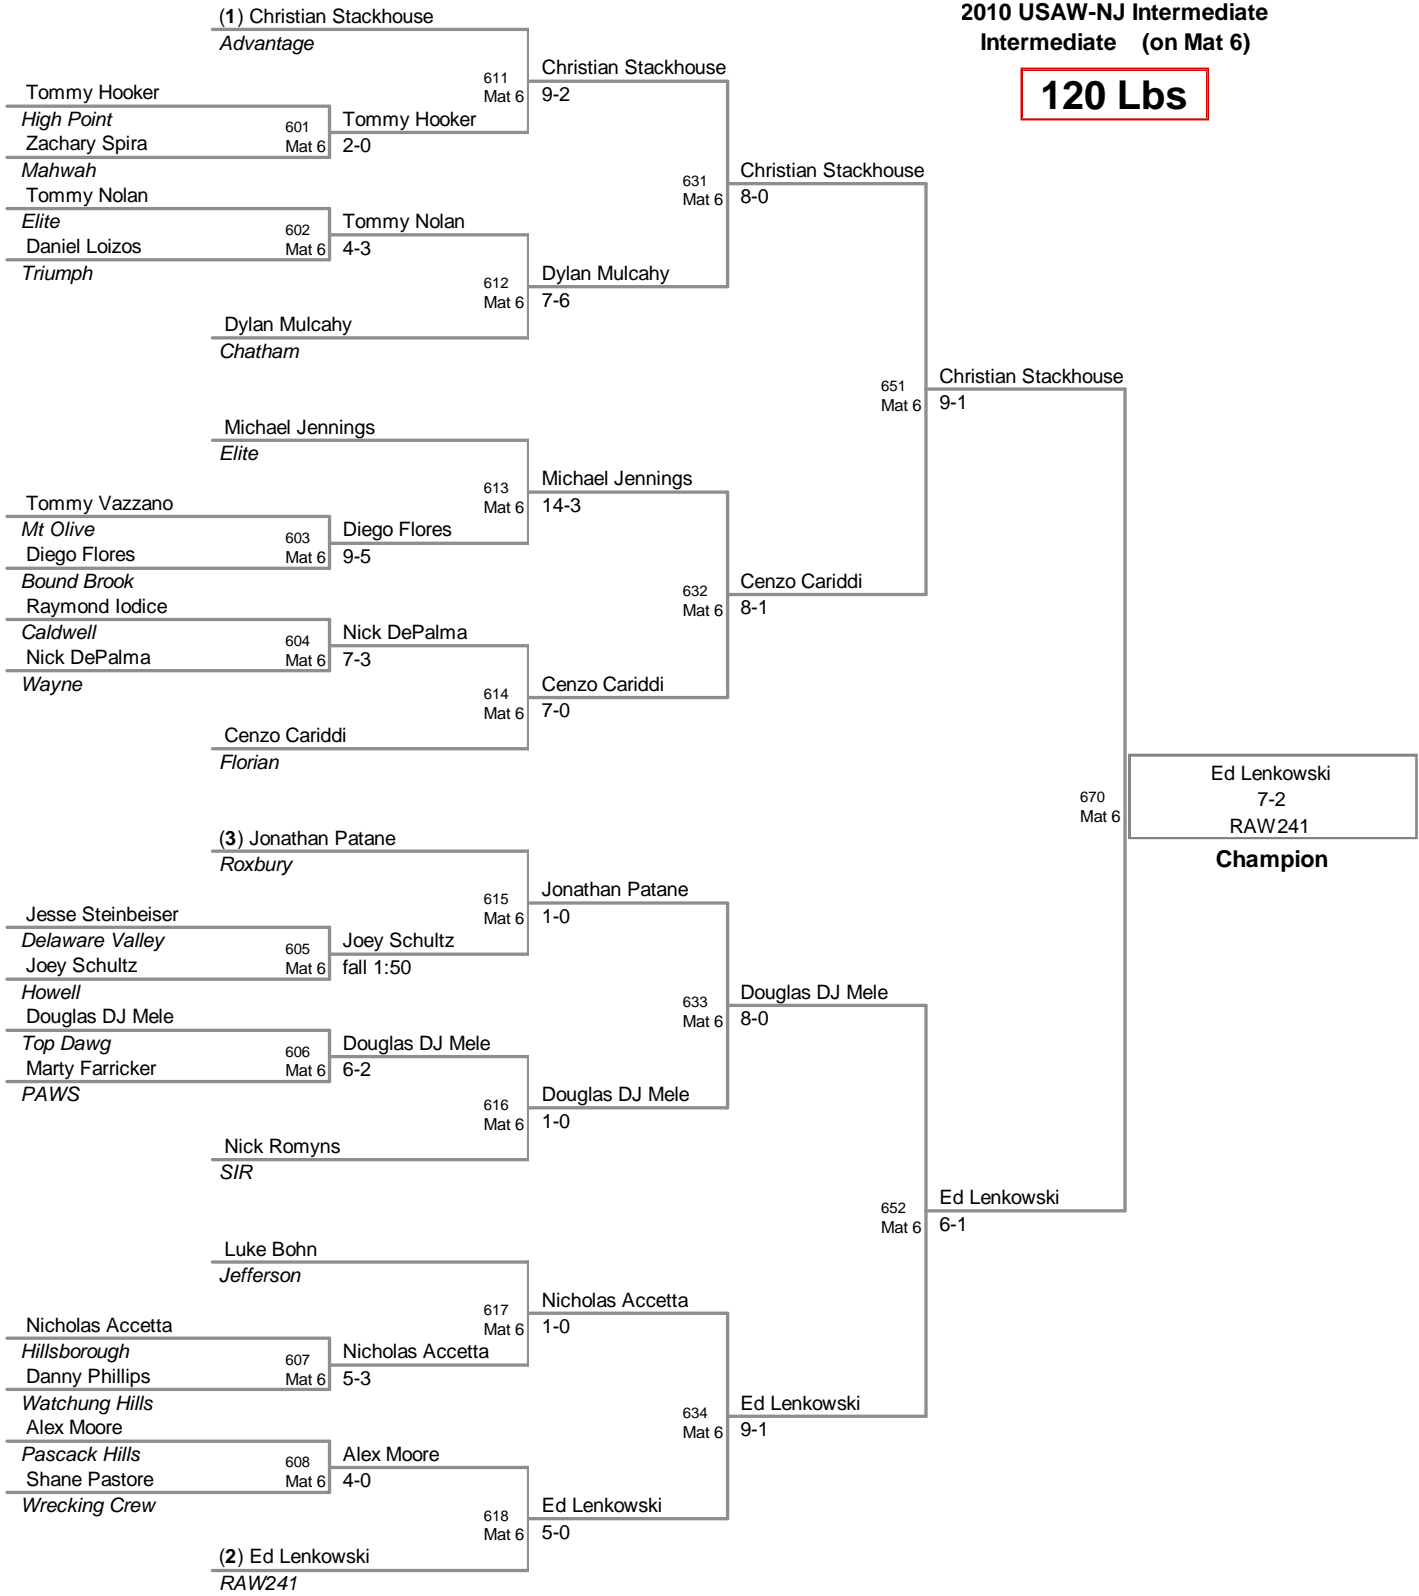 2010 USAW-NJ Intermediate
Intermediate (on Mat 6)
120 Lbs
(1) Christian Stackhouse
Advantage
611
Mat 6
Christian Stackhouse
9-2
Tommy Hooker
High Point
601
Mat 6
Tommy Hooker
2-0
Zachary Spira
Mahwah
631
Mat 6
Christian Stackhouse
8-0
Tommy Nolan
Elite
602
Mat 6
Tommy Nolan
4-3
Daniel Loizos
Triumph
612
Mat 6
Dylan Mulcahy
7-6
Dylan Mulcahy
Chatham
651
Mat 6
Christian Stackhouse
9-1
Michael Jennings
Elite
613
Mat 6
Michael Jennings
14-3
Tommy Vazzano
Mt Olive
603
Mat 6
Diego Flores
9-5
Diego Flores
Bound Brook
632
Mat 6
Cenzo Cariddi
8-1
Raymond Iodice
Caldwell
604
Mat 6
Nick DePalma
7-3
Nick DePalma
Wayne
614
Mat 6
Cenzo Cariddi
7-0
Cenzo Cariddi
Florian
670
Mat 6
Ed Lenkowski
7-2
RAW241
Champion
(3) Jonathan Patane
Roxbury
615
Mat 6
Jonathan Patane
1-0
Jesse Steinbeiser
Delaware Valley
605
Mat 6
Joey Schultz
fall 1:50
Joey Schultz
Howell
633
Mat 6
Douglas DJ Mele
8-0
Douglas DJ Mele
Top Dawg
606
Mat 6
Douglas DJ Mele
6-2
Marty Farricker
PAWS
616
Mat 6
Douglas DJ Mele
1-0
Nick Romyns
SIR
652
Mat 6
Ed Lenkowski
6-1
Luke Bohn
Jefferson
617
Mat 6
Nicholas Accetta
1-0
Nicholas Accetta
Hillsborough
607
Mat 6
Nicholas Accetta
5-3
Danny Phillips
Watchung Hills
634
Mat 6
Ed Lenkowski
9-1
Alex Moore
Pascack Hills
608
Mat 6
Alex Moore
4-0
Shane Pastore
Wrecking Crew
618
Mat 6
Ed Lenkowski
5-0
(2) Ed Lenkowski
RAW241